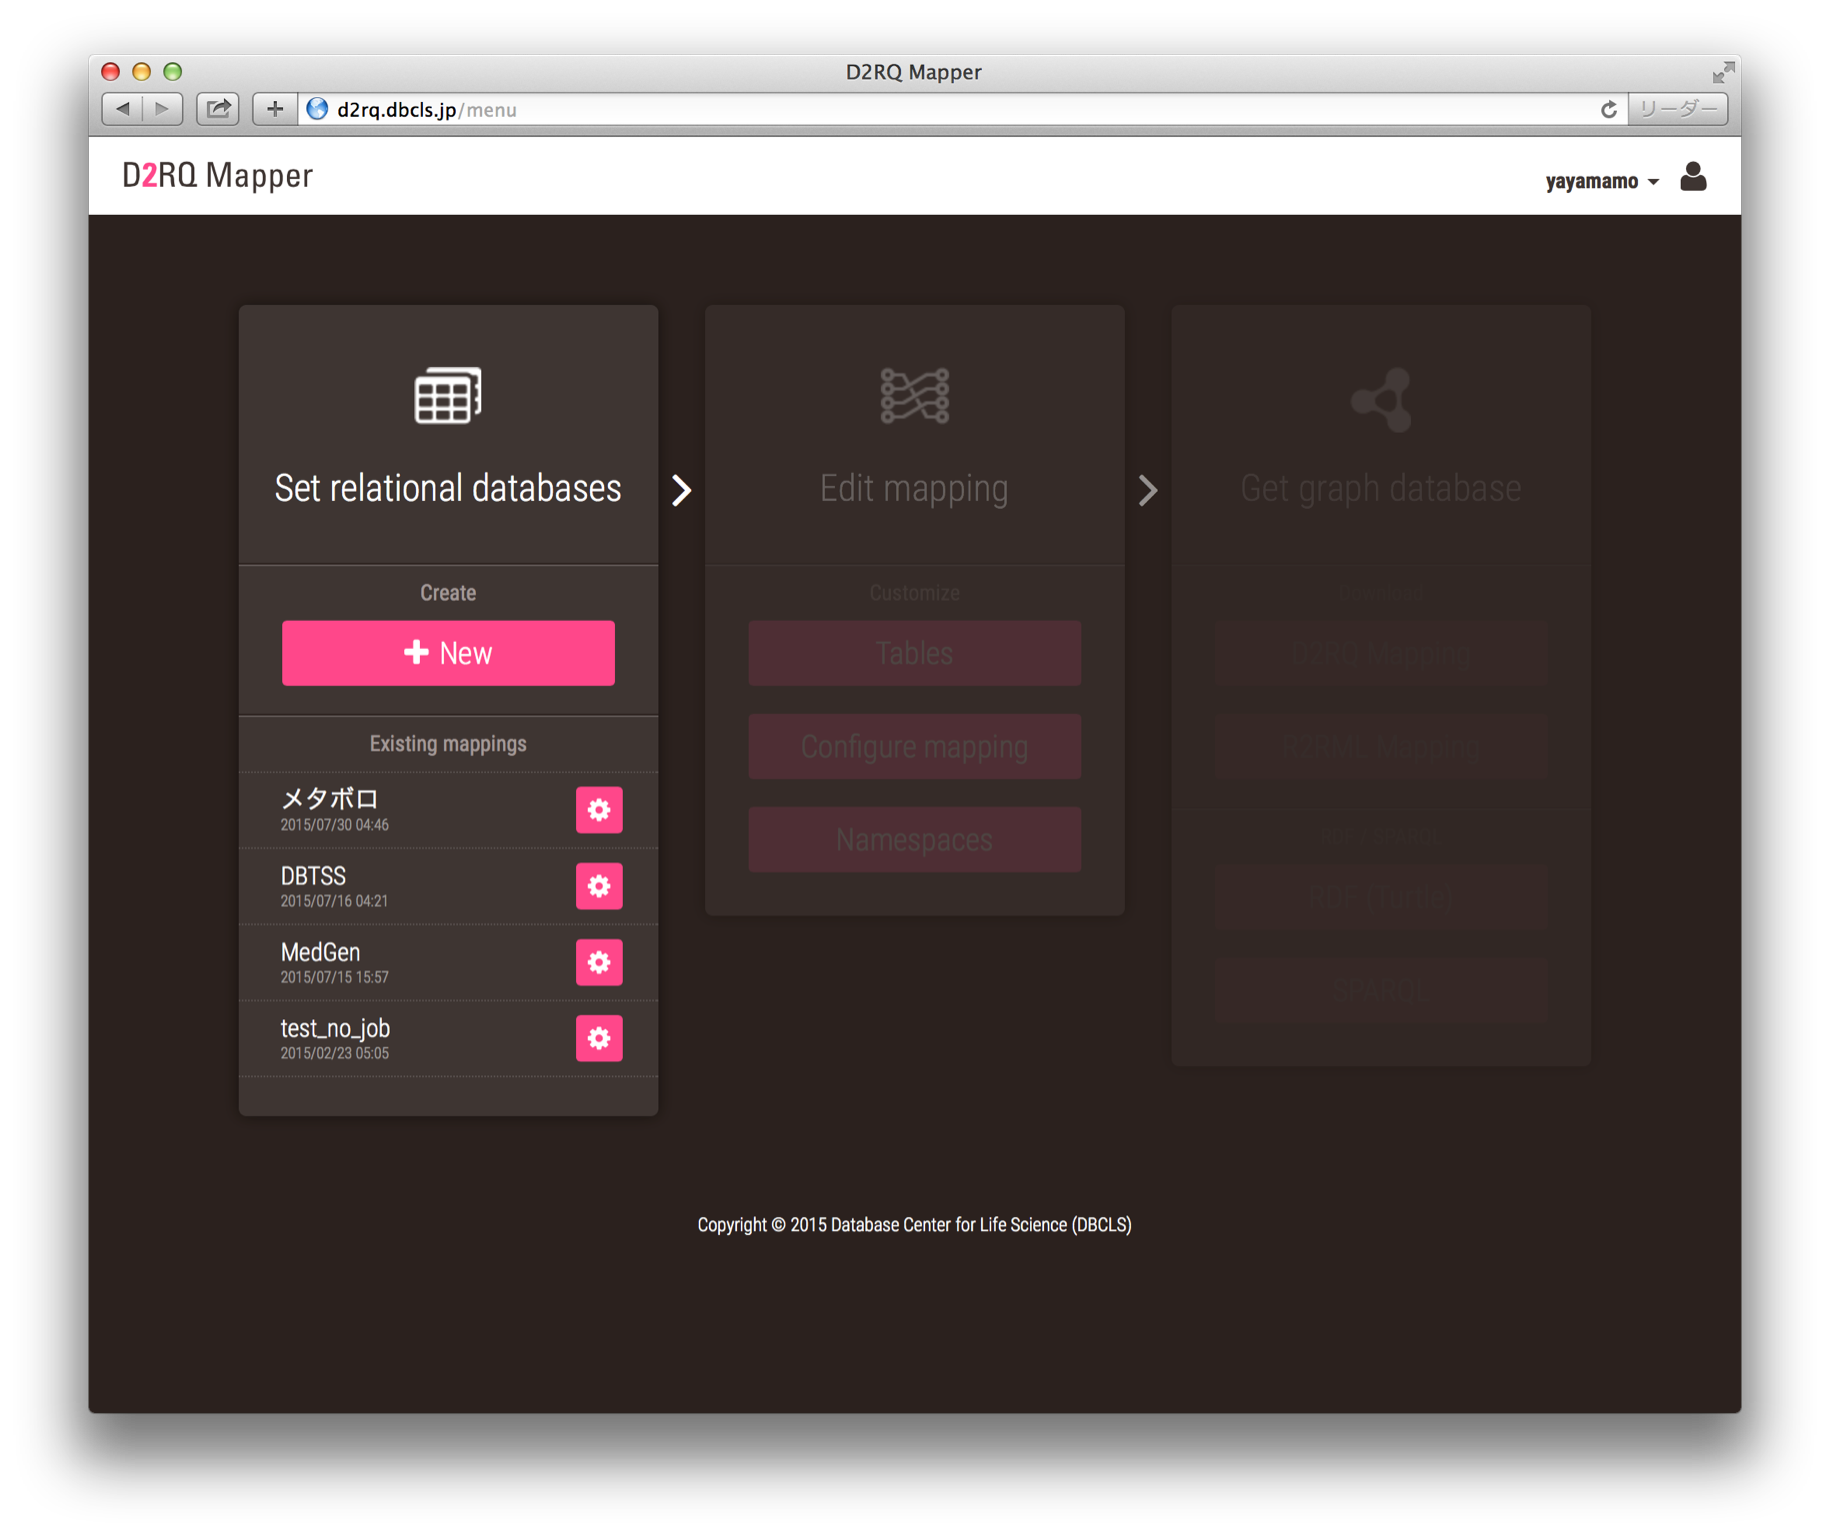 D2RQ Mapper
d2rq.dbcls.jp/menu
リーダー
D2RQ Mapper
yayamamo
Set relational databases
Create
New
Existing mappings
メタボロ
2015/07/30 04:46
DBTSS
2015/07/16 04:21
MedGen
2015/07/15 15:57
test_no_job
2015/02/23 05:05
Edit mapping
Customize
Tables
Configure mapping
Namespaces
Get graph database
Download
D2RQ Mapping
R2RML Mapping
RDF (Turtle)
SPARQL
Copyright © 2015 Database Center for Life Science (DBCLS)